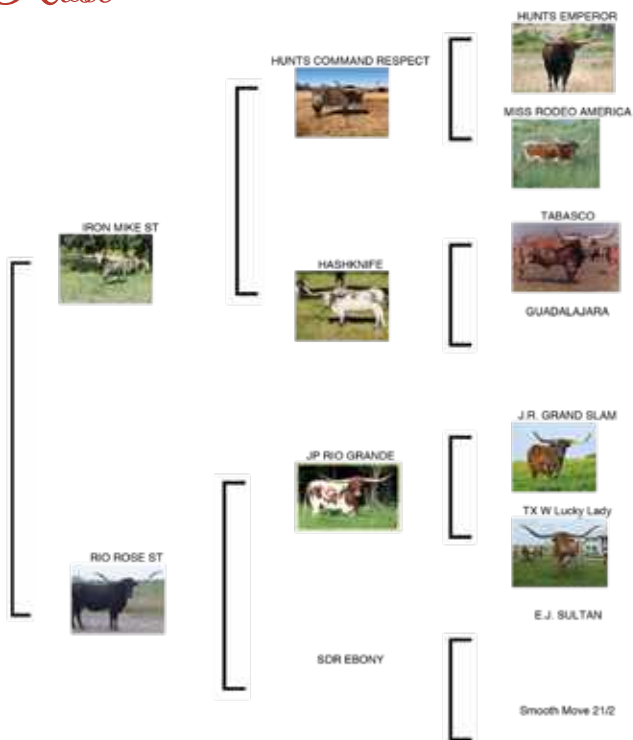 HUNTS EMPEROR
HUNTS COMMAND RESPECT
MISS RODEO AMERICA
IRON MIKE ST
TABASCO
HASHKNIFE
GUADALAJARA
J.R. GRAND SLAM
JP RIO GRANDE
TX W Lucky Lady
RIO ROSE ST
E.J. SULTAN
SDR EBONY
Smooth Move 21/2